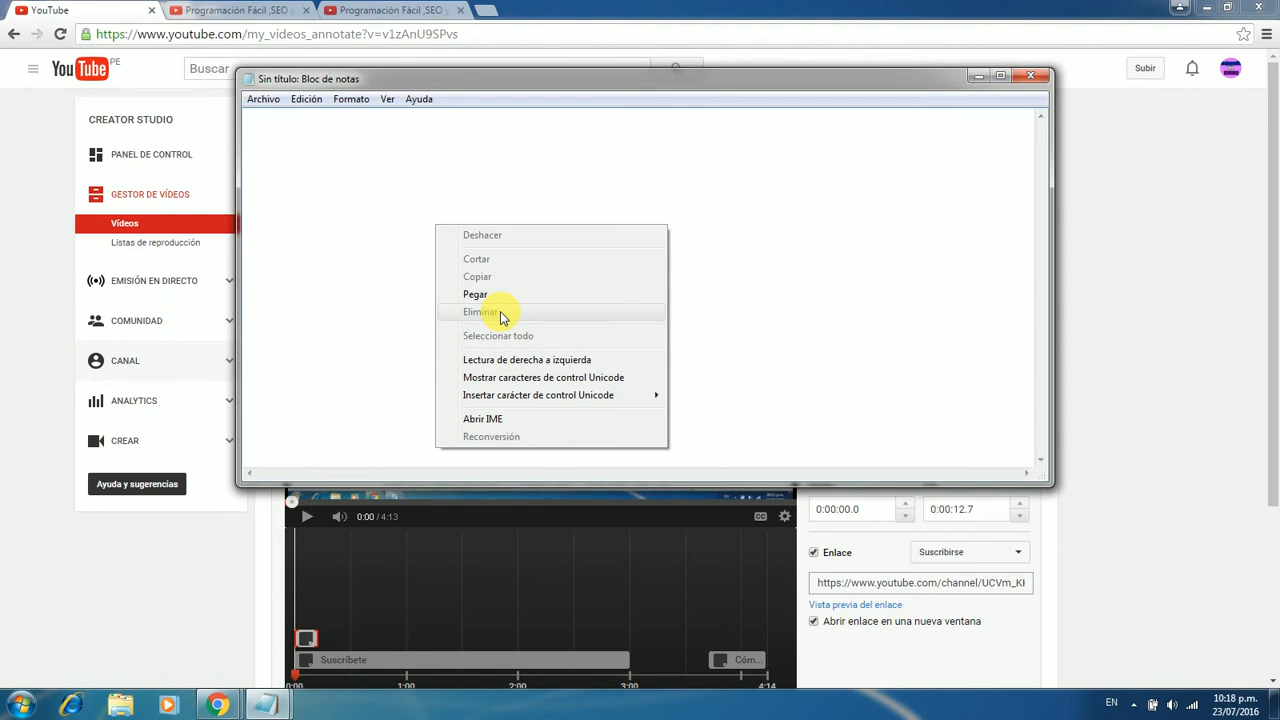 YouTube
Programación Fácil ,SEO y
Programación Fácil ,SEO y
https://www.youtube.com/my_videos_annotate?v=v1zAnU9SPvs
YouTube PE
Buscar
Subir
Sin título: Bloc de notas
Archivo Edición Formato Ver Ayuda
CREATOR STUDIO
PANEL DE CONTROL
GESTOR DE VÍDEOS
Vídeos
Listas de reproducción
EMISIÓN EN DIRECTO
COMUNIDAD
CANAL
ANALYTICS
CREAR
Ayuda y sugerencias
Deshacer
Cortar
Copiar
Pegar
Eliminar
Seleccionar todo
Lectura de derecha a izquierda
Mostrar caracteres de control Unicode
Insertar carácter de control Unicode
Abrir IME
Reconversión
0:00 / 4:13
CC
0:00:00.0
0:00:12.7
Enlace
Suscribirse
https://www.youtube.com/channel/UCVm_KI
Vista previa del enlace
Abrir enlace en una nueva ventana
Suscríbete
Cóm...
0:00 1:00 2:00 3:00 4:14
EN
10:18 p.m.
23/07/2016